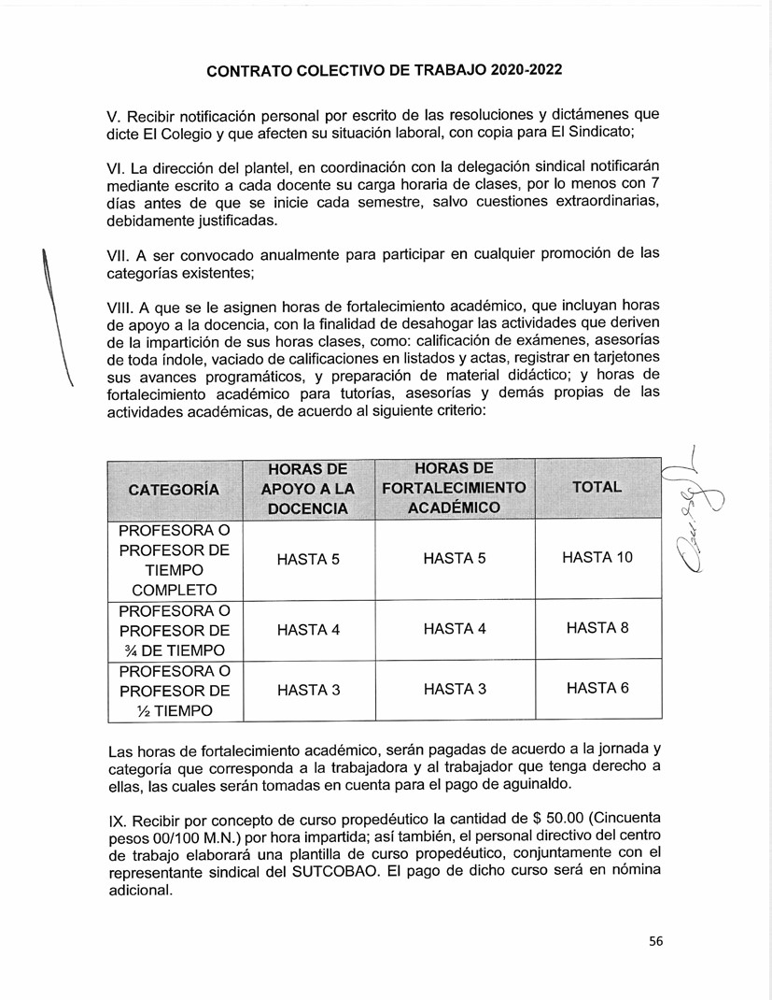 CONTRATO COLECTIVO DE TRABAJO 2020-2022
V. Recibir notificación personal por escrito de las resoluciones y dictámenes que
dicte El Colegio y que afecten su situación laboral, con copia para El Sindicato;
VI. La dirección del plantel, en coordinación con la delegación sindical notificarán
mediante escrito a cada docente su carga horaria de clases, por lo menos con 7
días antes de que se inicie cada semestre, salvo cuestiones extraordinarias,
debidamente justificadas.
VII. A ser convocado anualmente para participar en cualquier promoción de las
categorías existentes;
VIII. A que se le asignen horas de fortalecimiento académico, que incluyan horas
de apoyo a la docencia, con la finalidad de desahogar las actividades que deriven
de la impartición de sus horas clases, como: calificación de exámenes, asesorías
de toda índole, vaciado de calificaciones en listados y actas, registrar en tarjetones
sus avances programáticos, y preparación de material didáctico; y horas de
fortalecimiento académico para tutorías, asesorías y demás propias de las
actividades académicas, de acuerdo al siguiente criterio:
CATEGORÍA
HORAS DE
APOYO A LA
DOCENCIA
HORAS DE
FORTALECIMIENTO
ACADÉMICO
TOTAL
PROFESORA O
PROFESOR DE
TIEMPO
COMPLETO
HASTA 5
HASTA 5
HASTA 10
PROFESORA O
PROFESOR DE
¾ DE TIEMPO
HASTA 4
HASTA 4
HASTA 8
PROFESORA O
PROFESOR DE
½ TIEMPO
HASTA 3
HASTA 3
HASTA 6
Las horas de fortalecimiento académico, serán pagadas de acuerdo a la jornada y
categoría que corresponda a la trabajadora y al trabajador que tenga derecho a
ellas, las cuales serán tomadas en cuenta para el pago de aguinaldo.
IX. Recibir por concepto de curso propedéutico la cantidad de $ 50.00 (Cincuenta
pesos 00/100 M.N.) por hora impartida; así también, el personal directivo del centro
de trabajo elaborará una plantilla de curso propedéutico, conjuntamente con el
representante sindical del SUTCOBAO. El pago de dicho curso será en nómina
adicional.
56